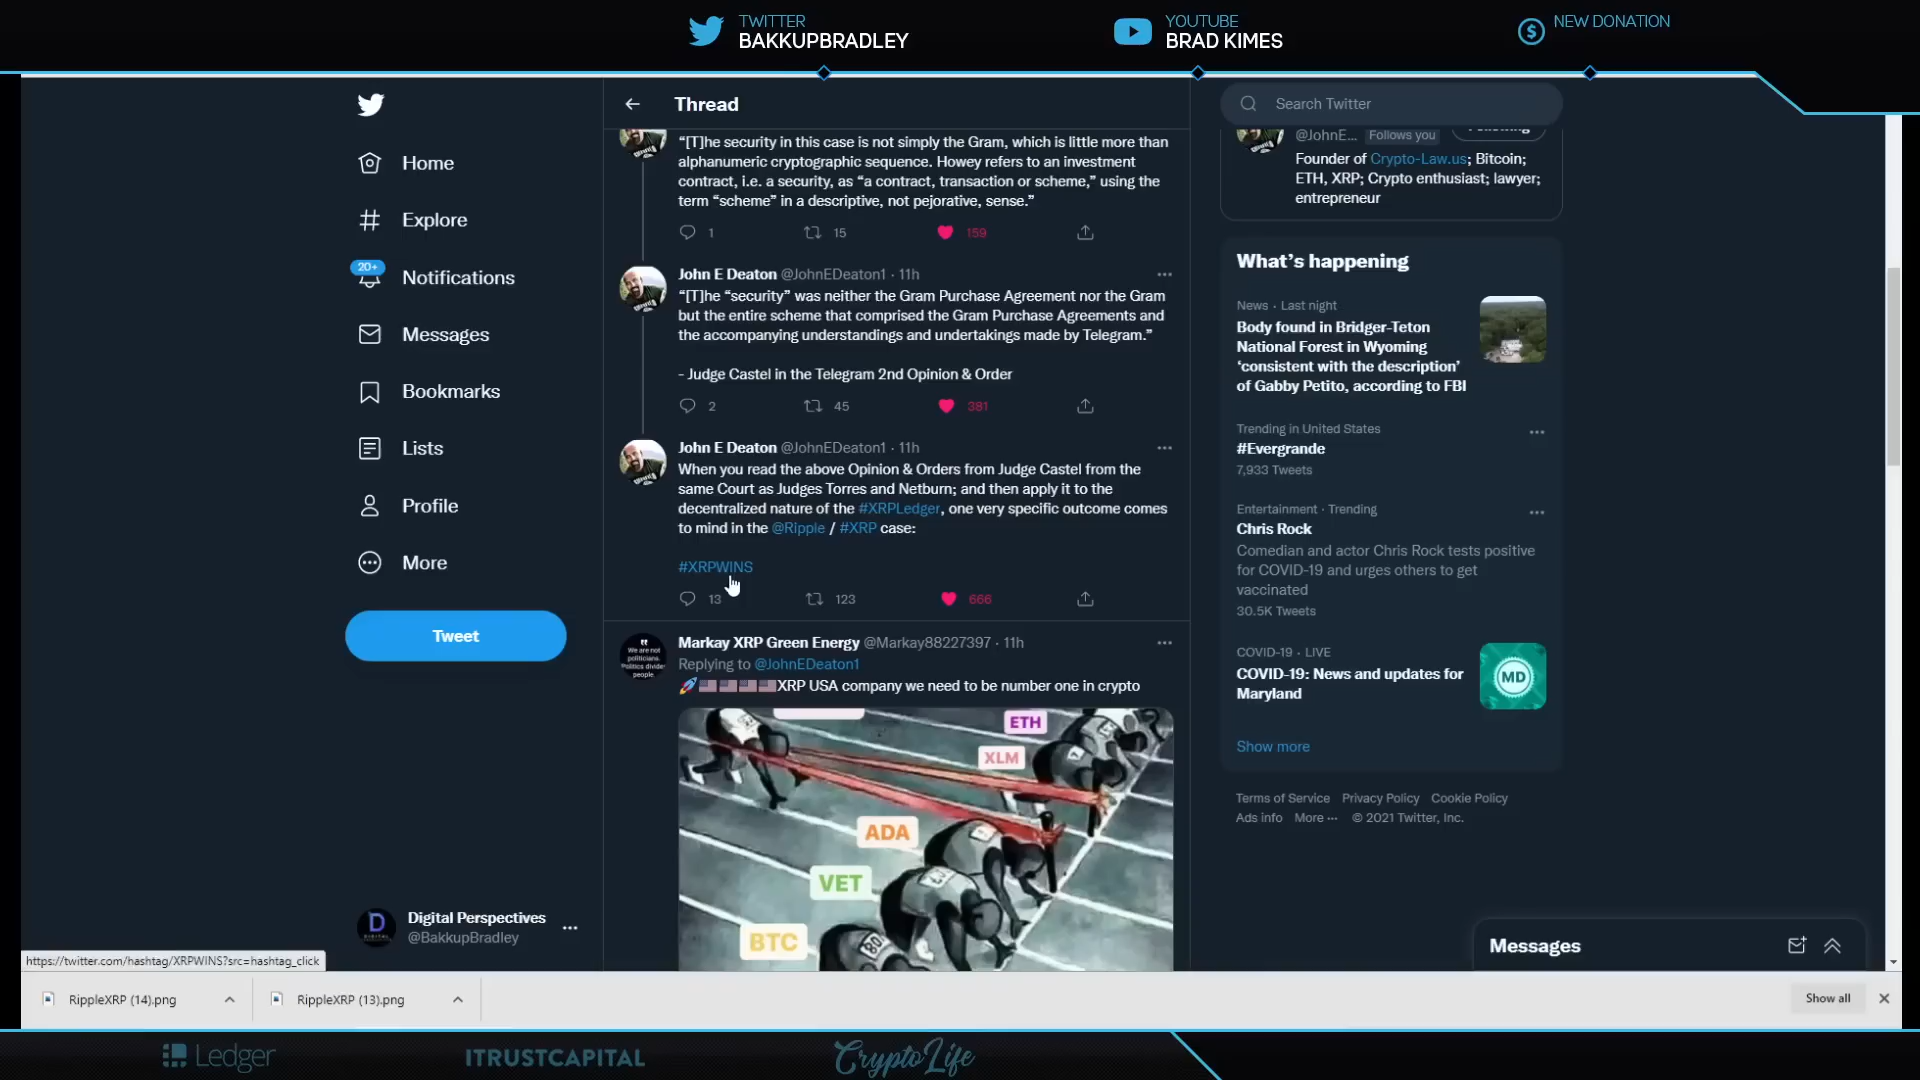 TWITTER
BAKKUPBRADLEY
YOUTUBE
BRAD KIMES
NEW DONATION
Home
Explore
20+
Notifications
Messages
Bookmarks
Lists
Profile
More
Tweet
Digital Perspectives
@BakkupBradley
Thread
“[T]he security in this case is not simply the Gram, which is little more than
alphanumeric cryptographic sequence. Howey refers to an investment
contract, i.e. a security, as “a contract, transaction or scheme,” using the
term “scheme” in a descriptive, not pejorative, sense.”
1 15 159
John E Deaton @JohnEDeaton1 · 11h
“[T]he “security” was neither the Gram Purchase Agreement nor the Gram
but the entire scheme that comprised the Gram Purchase Agreements and
the accompanying understandings and undertakings made by Telegram.”
- Judge Castel in the Telegram 2nd Opinion & Order
2 45 381
John E Deaton @JohnEDeaton1 · 11h
When you read the above Opinion & Orders from Judge Castel from the
same Court as Judges Torres and Netburn; and then apply it to the
decentralized nature of the #XRPLedger, one very specific outcome comes
to mind in the @Ripple / #XRP case:
#XRPWINS
13 123 666
Markay XRP Green Energy @Markay88227397 · 11h
Replying to @JohnEDeaton1
XRP USA company we need to be number one in crypto
ETH
XLM
ADA
VET
BTC
Search Twitter
@JohnE... Follows you Following
Founder of Crypto-Law.us; Bitcoin;
ETH, XRP; Crypto enthusiast; lawyer;
entrepreneur
What’s happening
News · Last night
Body found in Bridger-Teton
National Forest in Wyoming
‘consistent with the description’
of Gabby Petito, according to FBI
Trending in United States
#Evergrande
7,933 Tweets
Entertainment · Trending
Chris Rock
Comedian and actor Chris Rock tests positive
for COVID-19 and urges others to get
vaccinated
30.5K Tweets
COVID-19 · LIVE
COVID-19: News and updates for
Maryland
MD
Show more
Terms of Service Privacy Policy Cookie Policy
Ads info More ··· © 2021 Twitter, Inc.
Messages
https://twitter.com/hashtag/XRPWINS?src=hashtag_click
RippleXRP (14).png
RippleXRP (13).png
Show all
Ledger
ITRUSTCAPITAL
CryptoLife